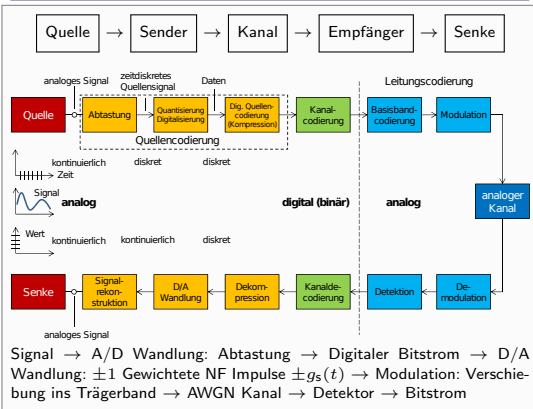 Quelle → Sender → Kanal → Empfänger → Senke
analoges Signal
zeitdiskretes
Quellensignal
Daten
Leitungscodierung
Quelle
Abtastung
Quantisierung
Digitalisierung
Dig. Quellen-
codierung
(Kompression)
Kanal-
codierung
Basisband-
codierung
Modulation
Quellencodierung
kontinuierlich diskret diskret
Zeit
Signal
analog digital (binär) analog
analoger
Kanal
Wert
kontinuierlich kontinuierlich diskret
Senke
Signal-
rekon-
struktion
D/A
Wandlung
Dekom-
pression
Kanalde-
codierung
Detektion
De-
modulation
analoges Signal
Signal → A/D Wandlung: Abtastung → Digitaler Bitstrom → D/A
Wandlung: ±1 Gewichtete NF Impulse ±gₛ(t) → Modulation: Verschie-
bung ins Trägerband → AWGN Kanal → Detektor → Bitstrom